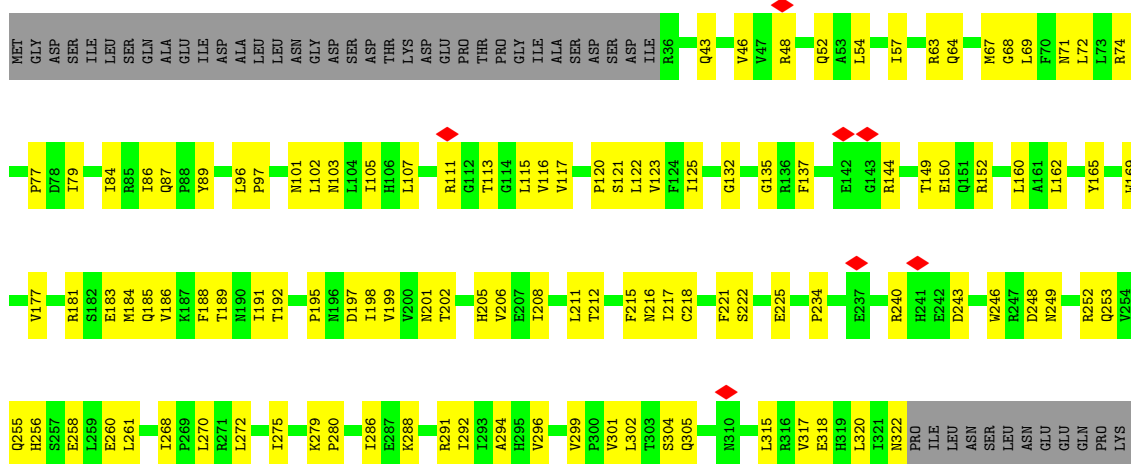 MET GLY ASP SER ILE LEU SER GLN ALA GLU ILE ASP ALA LEU LEU ASN GLY ASP SER ASP THR LYS ASP GLU PRO THR PRO GLY ILE ALA SER ASP SER ASP ILE R36 Q43 V46 V47 R48 Q52 A53 L54 I57 R63 Q64 M67 G68 L69 F70 N71 L72 L73 R74
P77 D78 I79 I84 R85 I86 Q87 P88 Y89 L96 P97 N101 L102 N103 L104 I105 H106 L107 R111 G112 T113 G114 L115 V116 V117 P120 S121 L122 V123 F124 I125 G132 G135 R136 F137 E142 G143 R144 T149 E150 Q151 R152 L160 A161 L162 Y165 W169
V177 R181 S182 E183 M184 Q185 V186 K187 F188 T189 N190 I191 T192 P195 N196 D197 I198 V199 V200 N201 T202 H205 V206 E207 I208 L211 T212 F215 N216 I217 C218 F221 S222 E225 P234 E237 R240 H241 E242 D243 W246 R247 D248 N249 R252 Q253 V254
Q255 H256 S257 E258 L259 E260 L261 I268 P269 L270 R271 L272 I275 K279 P280 I286 E287 K288 R291 I292 I293 A294 H295 V296 V299 P300 V301 L302 T303 S304 Q305 N310 L315 R316 V317 E318 H319 L320 I321 N322 PRO ILE LEU ASN SER LEU ASN GLU GLU GLN PRO LYS